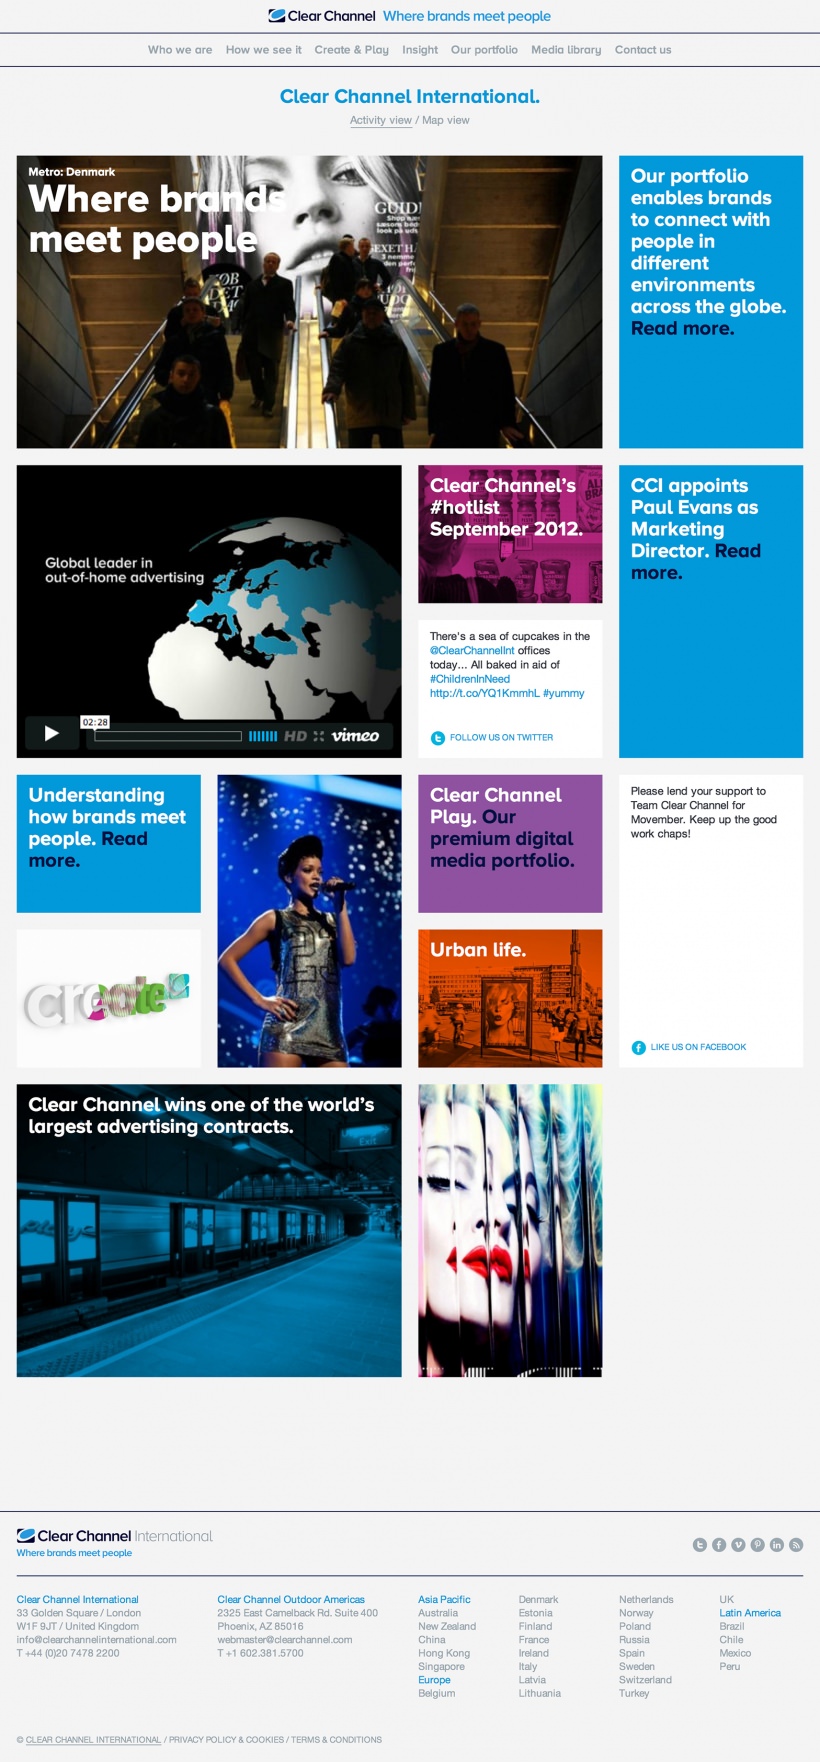 Clear Channel Where brands meet people
Who we are How we see it Create & Play Insight Our portfolio Media library Contact us
Clear Channel International.
Activity view / Map view
Metro: Denmark
Where brands
meet people
Our portfolio
enables brands
to connect with
people in
different
environments
across the globe.
Read more.
Global leader in
out-of-home advertising
02:28
HD vimeo
Clear Channel's
#hotlist
September 2012.
There's a sea of cupcakes in the
@ClearChannelInt offices
today... All baked in aid of
#ChildrenInNeed
http://t.co/YQ1KmmhL #yummy
FOLLOW US ON TWITTER
CCI appoints
Paul Evans as
Marketing
Director. Read
more.
Understanding
how brands meet
people. Read
more.
create
Clear Channel
Play. Our
premium digital
media portfolio.
Urban life.
Please lend your support to
Team Clear Channel for
Movember. Keep up the good
work chaps!
LIKE US ON FACEBOOK
Clear Channel wins one of the world's
largest advertising contracts.
Exit
Clear Channel International
Where brands meet people
Clear Channel International
33 Golden Square / London
W1F 9JT / United Kingdom
info@clearchannelinternational.com
T +44 (0)20 7478 2200
Clear Channel Outdoor Americas
2325 East Camelback Rd. Suite 400
Phoenix, AZ 85016
webmaster@clearchannel.com
T +1 602.381.5700
Asia Pacific
Australia
New Zealand
China
Hong Kong
Singapore
Europe
Belgium
Denmark
Estonia
Finland
France
Ireland
Italy
Latvia
Lithuania
Netherlands
Norway
Poland
Russia
Spain
Sweden
Switzerland
Turkey
UK
Latin America
Brazil
Chile
Mexico
Peru
© CLEAR CHANNEL INTERNATIONAL / PRIVACY POLICY & COOKIES / TERMS & CONDITIONS